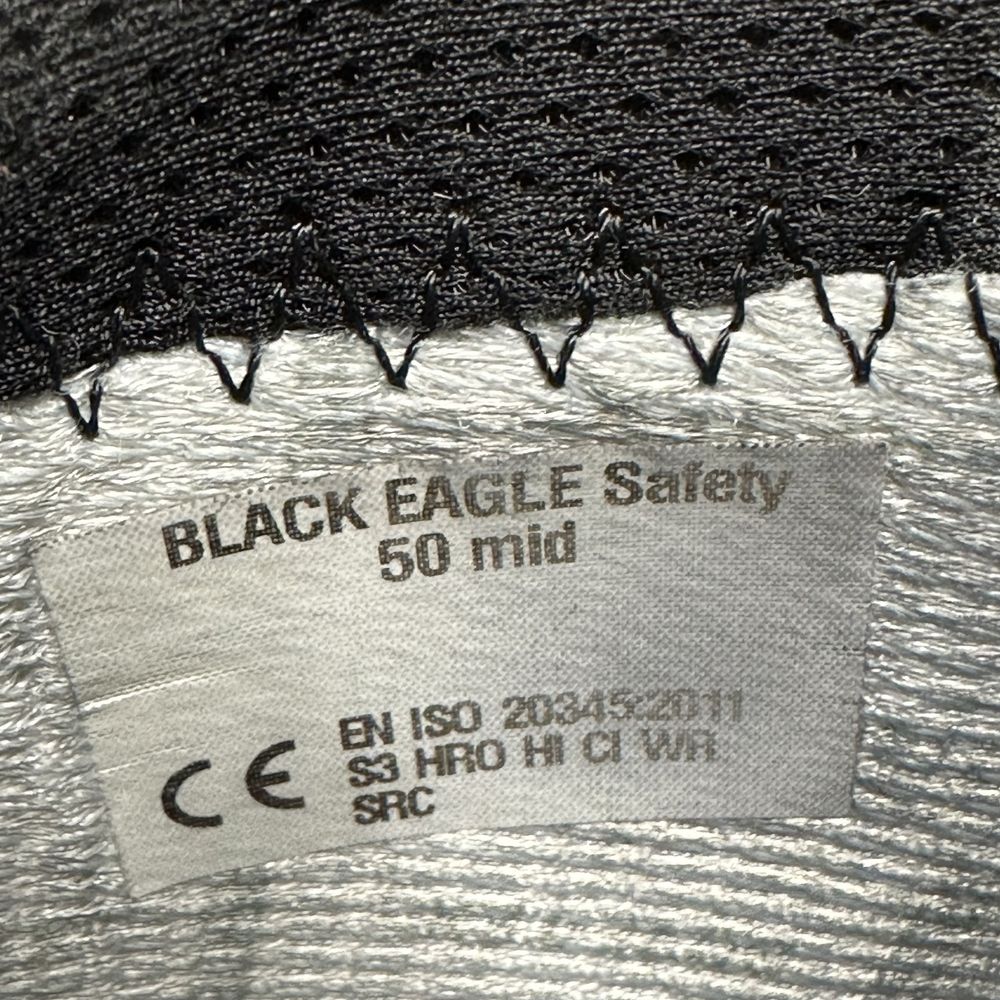 BLACK EAGLE Safety
50 mid
EN ISO 20345:2011
S3 HRO HI CI WR
CE SRC